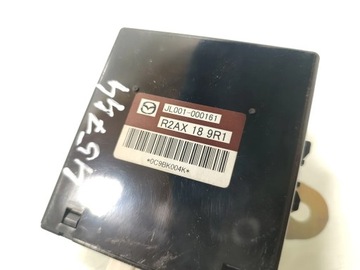 JL001-000161
R2AX 18 9R1
*0C9BK004K*
45744